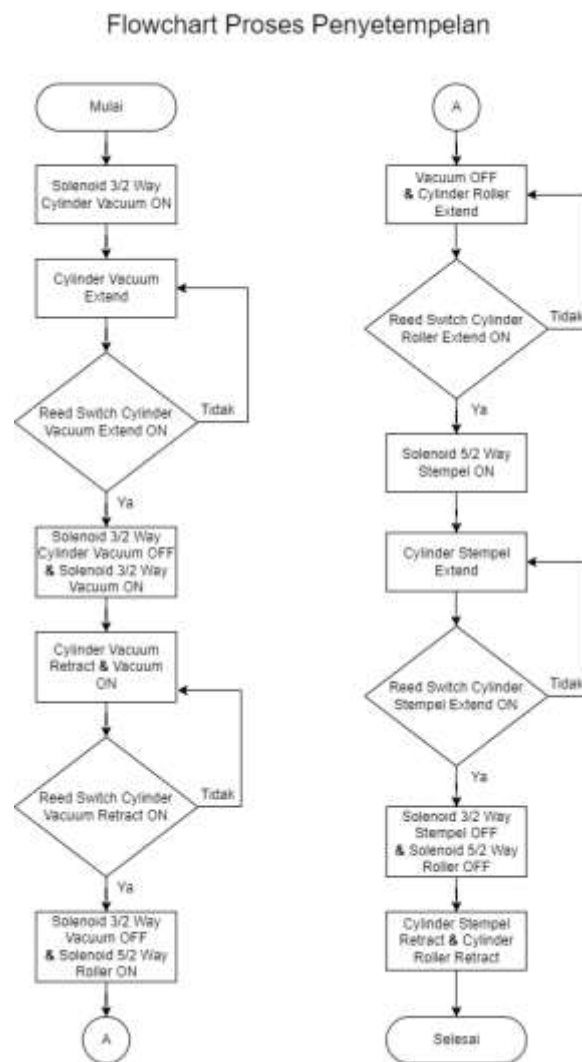 Flowchart Proses Penyetempelan
Mulai
Solenoid 3/2 Way
Cylinder Vacuum ON
Cylinder Vacuum
Extend
Reed Switch Cylinder
Vacuum Extend ON
Tidak
Ya
Solenoid 3/2 Way
Cylinder Vacuum OFF
& Solenoid 3/2 Way
Vacuum ON
Cylinder Vacuum
Retract & Vacuum
ON
Reed Switch Cylinder
Vacuum Retract ON
Tidak
Ya
Solenoid 3/2 Way
Vacuum OFF
& Solenoid 5/2 Way
Roller ON
A
A
Vacuum OFF
& Cylinder Roller
Extend
Reed Switch Cylinder
Roller Extend ON
Tidak
Ya
Solenoid 5/2 Way
Stempel ON
Cylinder Stempel
Extend
Reed Switch Cylinder
Stempel Extend ON
Tidak
Ya
Solenoid 3/2 Way
Stempel OFF
& Solenoid 5/2 Way
Roller OFF
Cylinder Stempel
Retract & Cylinder
Roller Retract
Selesai